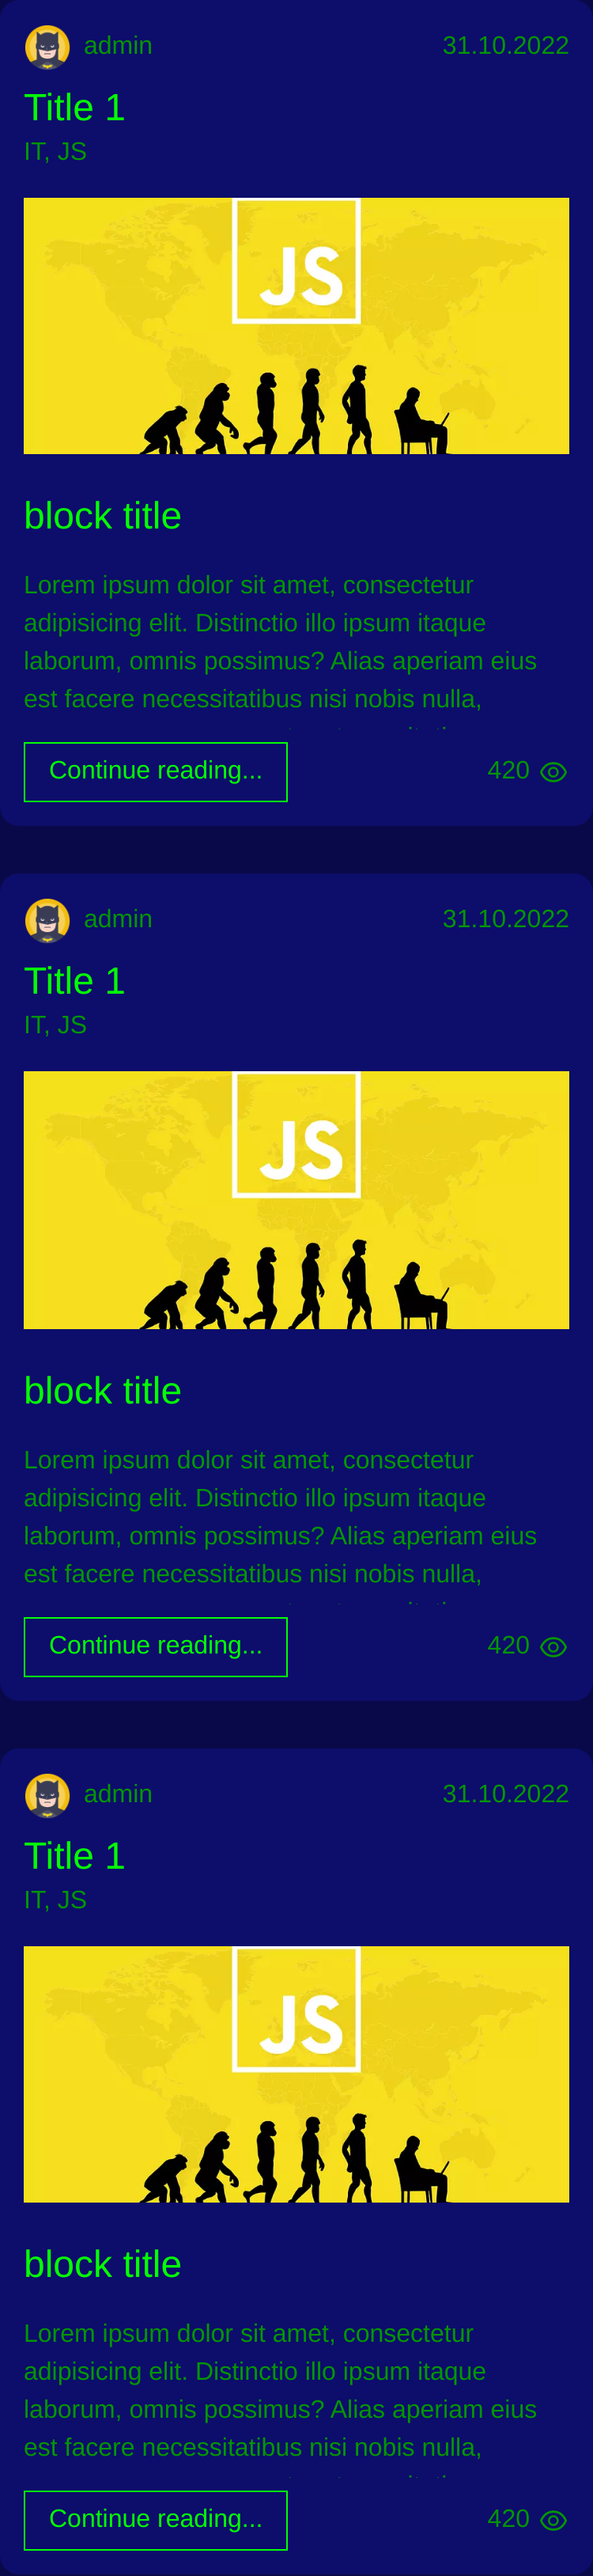 admin 31.10.2022
Title 1
IT, JS
JS
block title
Lorem ipsum dolor sit amet, consectetur
adipisicing elit. Distinctio illo ipsum itaque
laborum, omnis possimus? Alias aperiam eius
est facere necessitatibus nisi nobis nulla,
Continue reading... 420
admin 31.10.2022
Title 1
IT, JS
JS
block title
Lorem ipsum dolor sit amet, consectetur
adipisicing elit. Distinctio illo ipsum itaque
laborum, omnis possimus? Alias aperiam eius
est facere necessitatibus nisi nobis nulla,
Continue reading... 420
admin 31.10.2022
Title 1
IT, JS
JS
block title
Lorem ipsum dolor sit amet, consectetur
adipisicing elit. Distinctio illo ipsum itaque
laborum, omnis possimus? Alias aperiam eius
est facere necessitatibus nisi nobis nulla,
Continue reading... 420